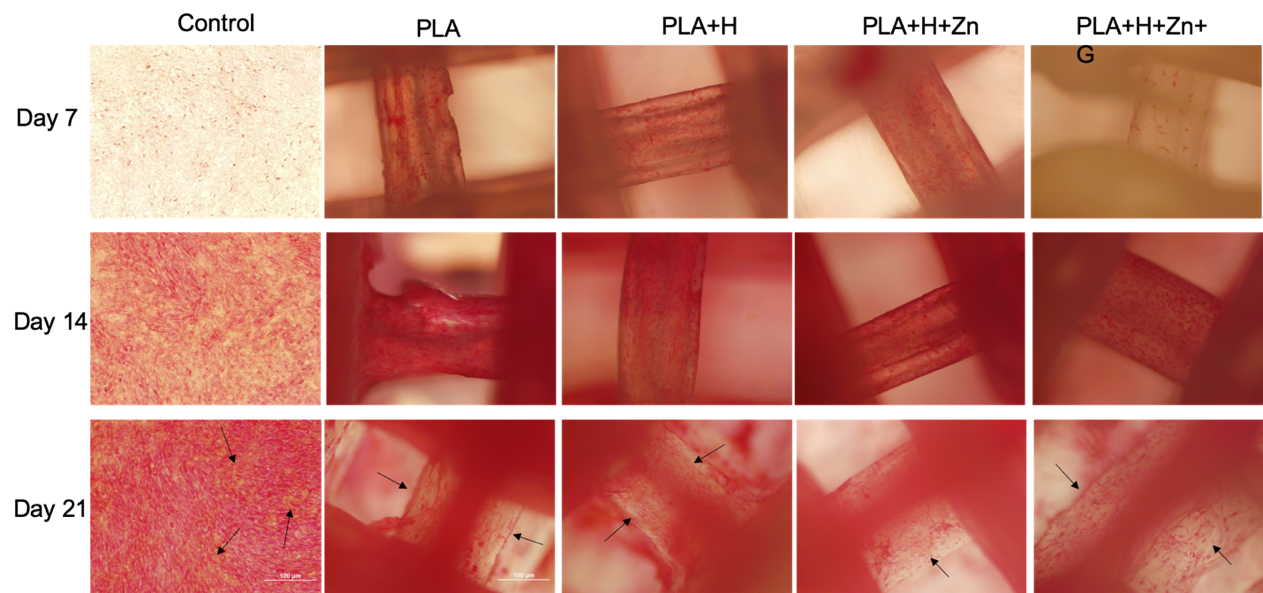 Control PLA PLA+H PLA+H+Zn PLA+H+Zn+
G
Day 7
Day 14
Day 21
100 µm 100 µm